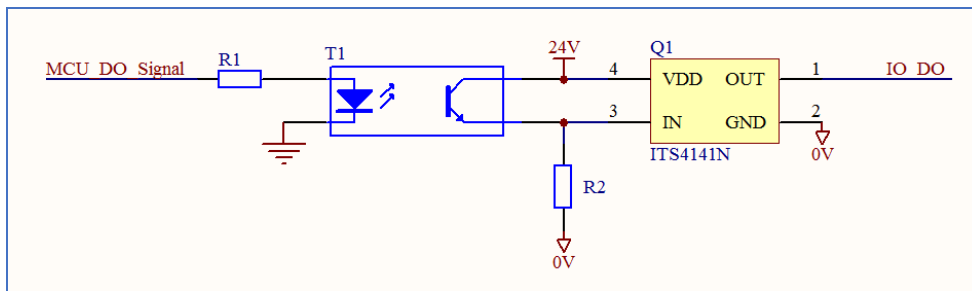 T1
24V
Q1
MCU_DO_Signal
R1
4
VDD
OUT
1
IO_DO
3
IN
GND
2
ITS4141N
0V
R2
0V